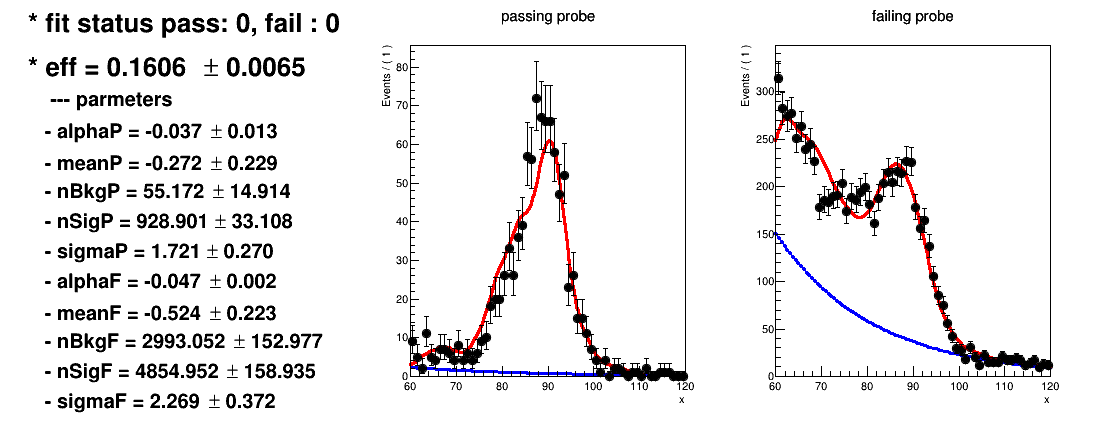 * fit status pass: 0, fail : 0
* eff = 0.1606 ± 0.0065
--- parmeters
- alphaP = -0.037 ± 0.013
- meanP = -0.272 ± 0.229
- nBkgP = 55.172 ± 14.914
- nSigP = 928.901 ± 33.108
- sigmaP = 1.721 ± 0.270
- alphaF = -0.047 ± 0.002
- meanF = -0.524 ± 0.223
- nBkgF = 2993.052 ± 152.977
- nSigF = 4854.952 ± 158.935
- sigmaF = 2.269 ± 0.372
passing probe
Events / ( 1 )
80
70
60
50
40
30
20
10
0
60 70 80 90 100 110 120
x
failing probe
Events / ( 1 )
300
250
200
150
100
50
0
60 70 80 90 100 110 120
x